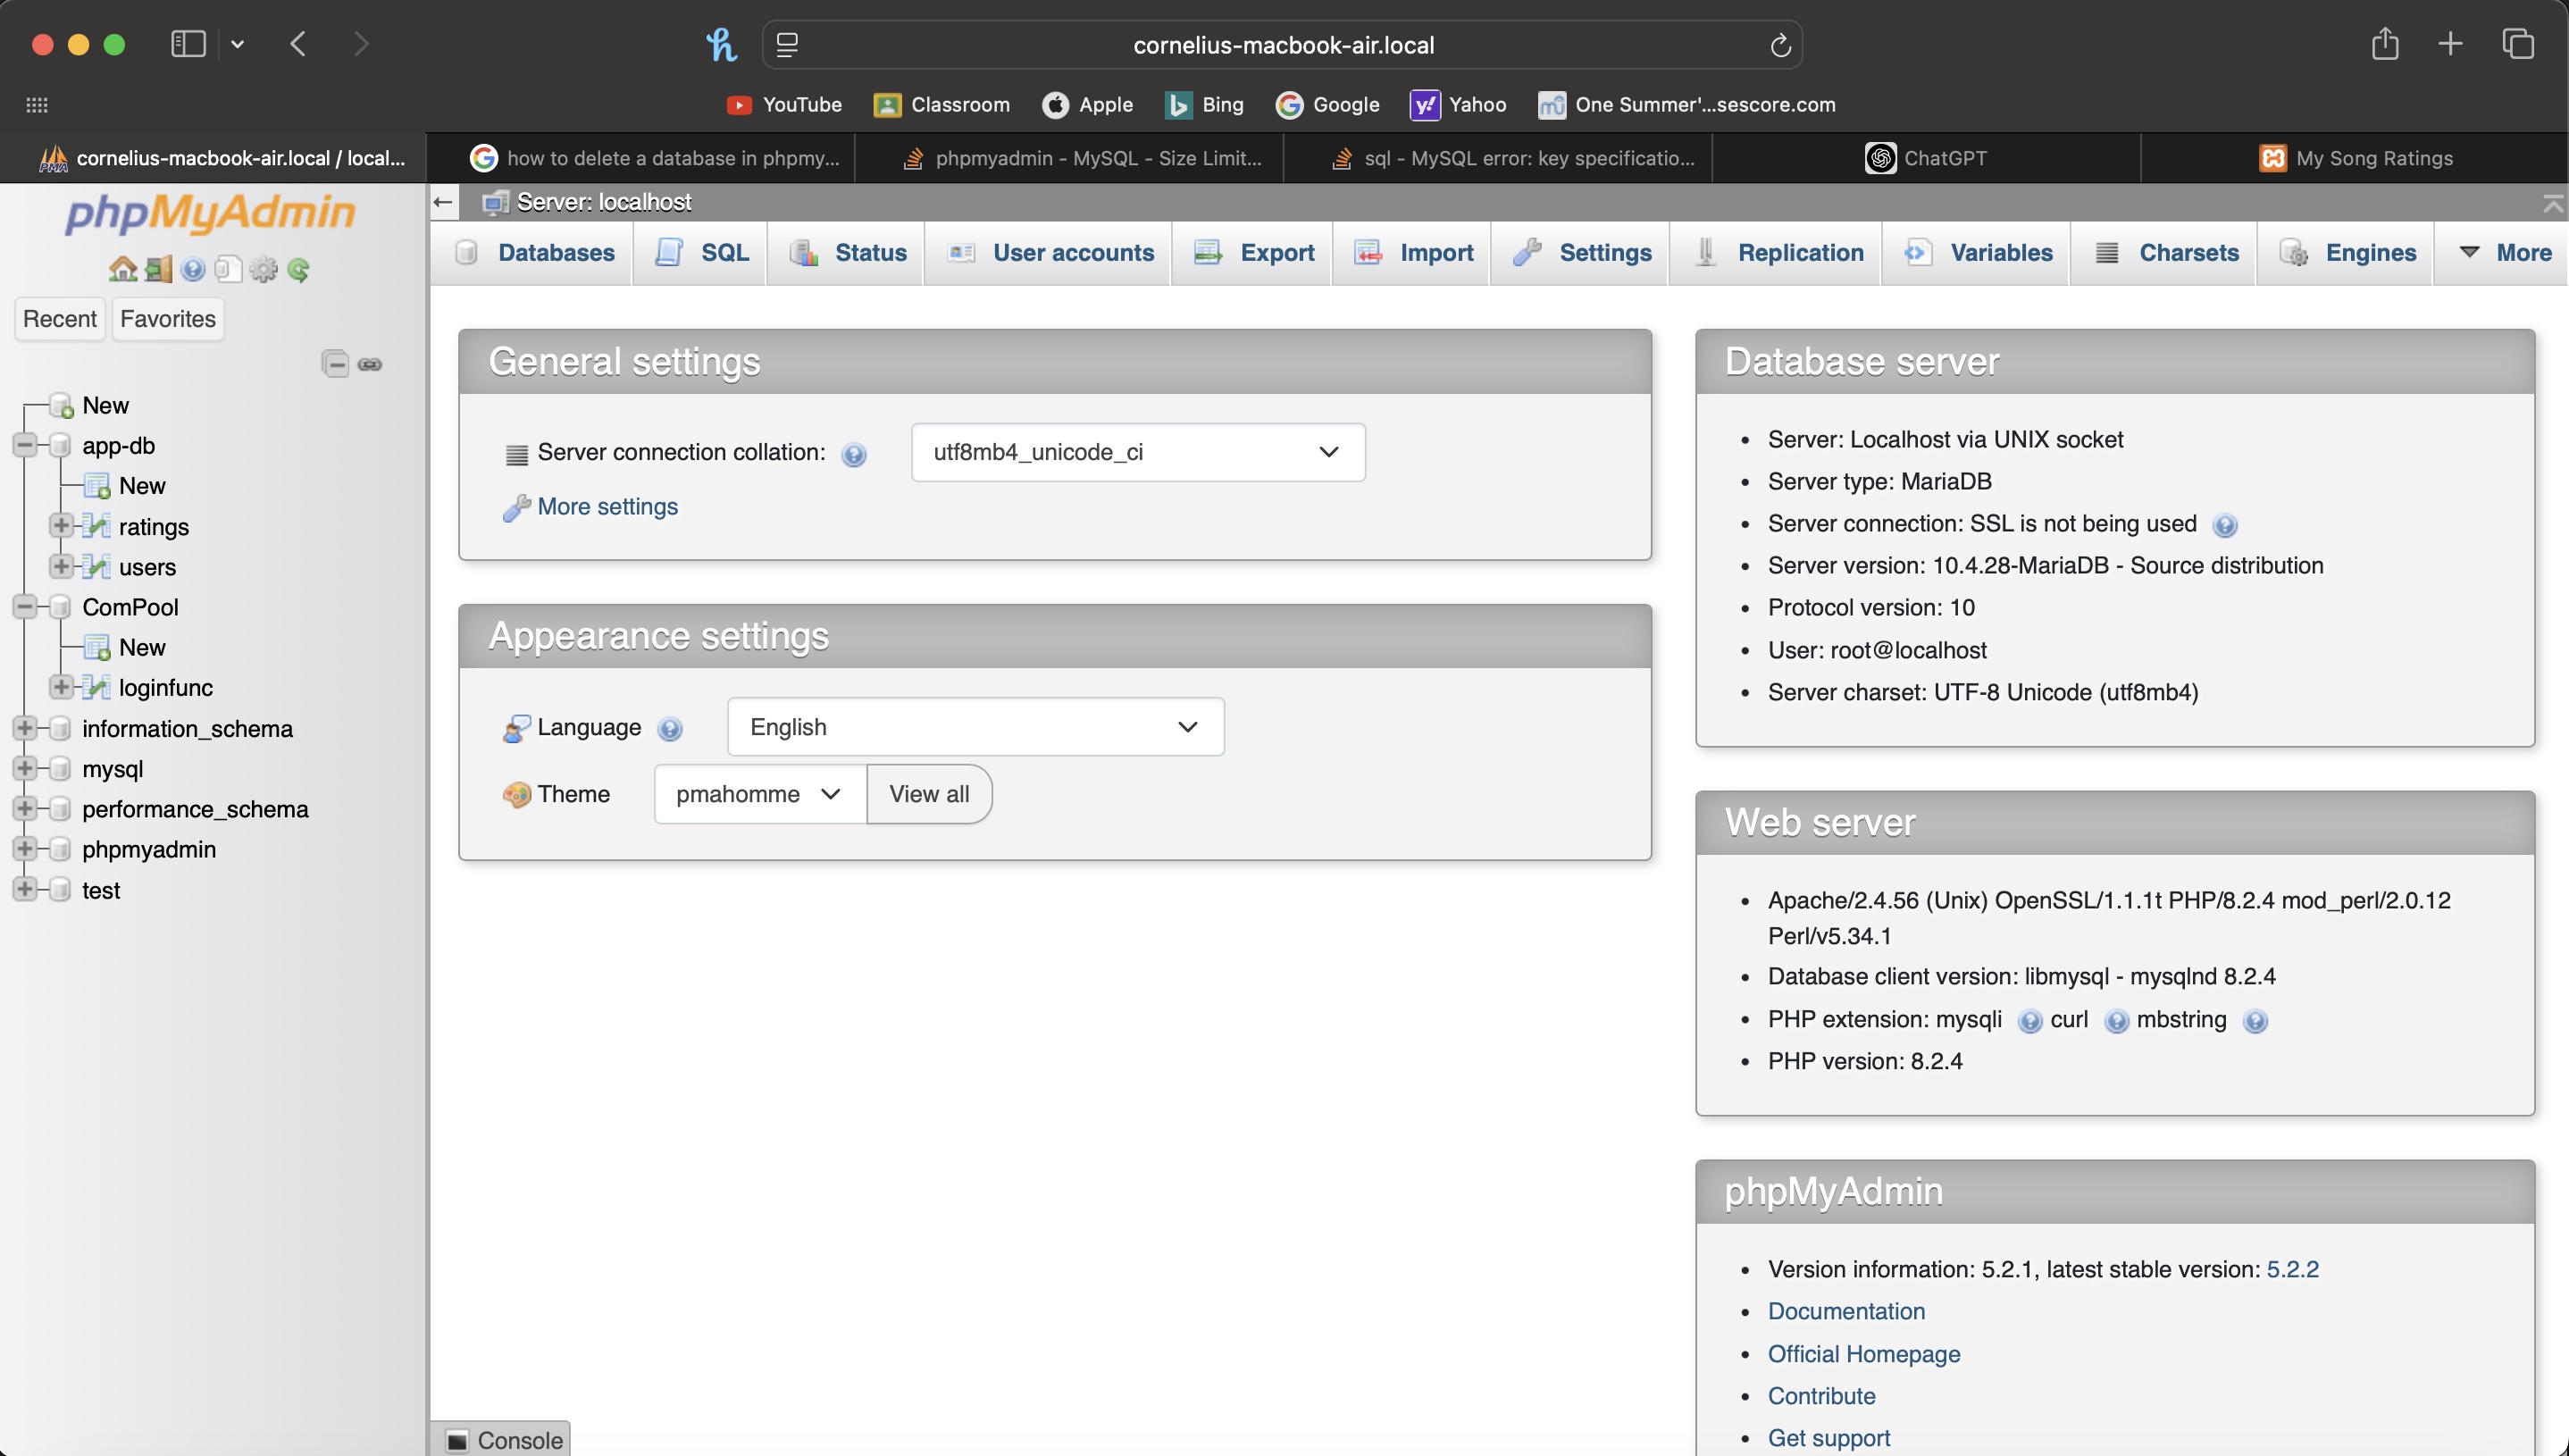 cornelius-macbook-air.local
YouTube
Classroom
Apple
Bing
Google
Yahoo
One Summer'...sescore.com
cornelius-macbook-air.local / local...
how to delete a database in phpmy...
phpmyadmin - MySQL - Size Limit...
sql - MySQL error: key specificatio...
ChatGPT
My Song Ratings
phpMyAdmin
Recent
Favorites
New
app-db
New
ratings
users
ComPool
New
loginfunc
information_schema
mysql
performance_schema
phpmyadmin
test
Server: localhost
Databases
SQL
Status
User accounts
Export
Import
Settings
Replication
Variables
Charsets
Engines
More
General settings
Server connection collation:
utf8mb4_unicode_ci
More settings
Appearance settings
Language
English
Theme
pmahomme
View all
Database server
Server: Localhost via UNIX socket
Server type: MariaDB
Server connection: SSL is not being used
Server version: 10.4.28-MariaDB - Source distribution
Protocol version: 10
User: root@localhost
Server charset: UTF-8 Unicode (utf8mb4)
Web server
Apache/2.4.56 (Unix) OpenSSL/1.1.1t PHP/8.2.4 mod_perl/2.0.12
Perl/v5.34.1
Database client version: libmysql - mysqlnd 8.2.4
PHP extension: mysqli curl mbstring
PHP version: 8.2.4
phpMyAdmin
Version information: 5.2.1, latest stable version: 5.2.2
Documentation
Official Homepage
Contribute
Get support
Console